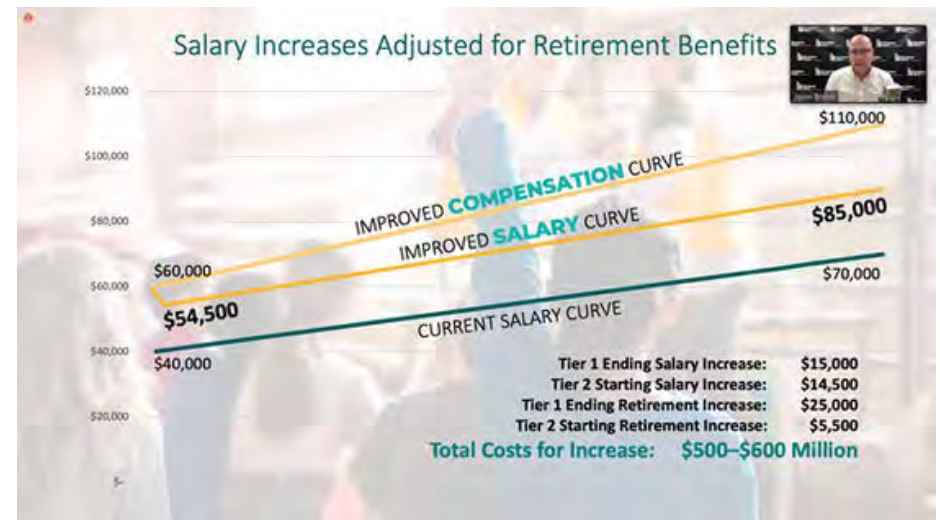 Salary Increases Adjusted for Retirement Benefits
$120,000
$110,000
$100,000
IMPROVED COMPENSATION CURVE
$80,000
IMPROVED SALARY CURVE
$85,000
$60,000
$60,000
$70,000
$54,500
CURRENT SALARY CURVE
$40,000
$40,000
Tier 1 Ending Salary Increase: $15,000
Tier 2 Starting Salary Increase: $14,500
Tier 1 Ending Retirement Increase: $25,000
$20,000
Tier 2 Starting Retirement Increase: $5,500
Total Costs for Increase: $500–$600 Million
$-